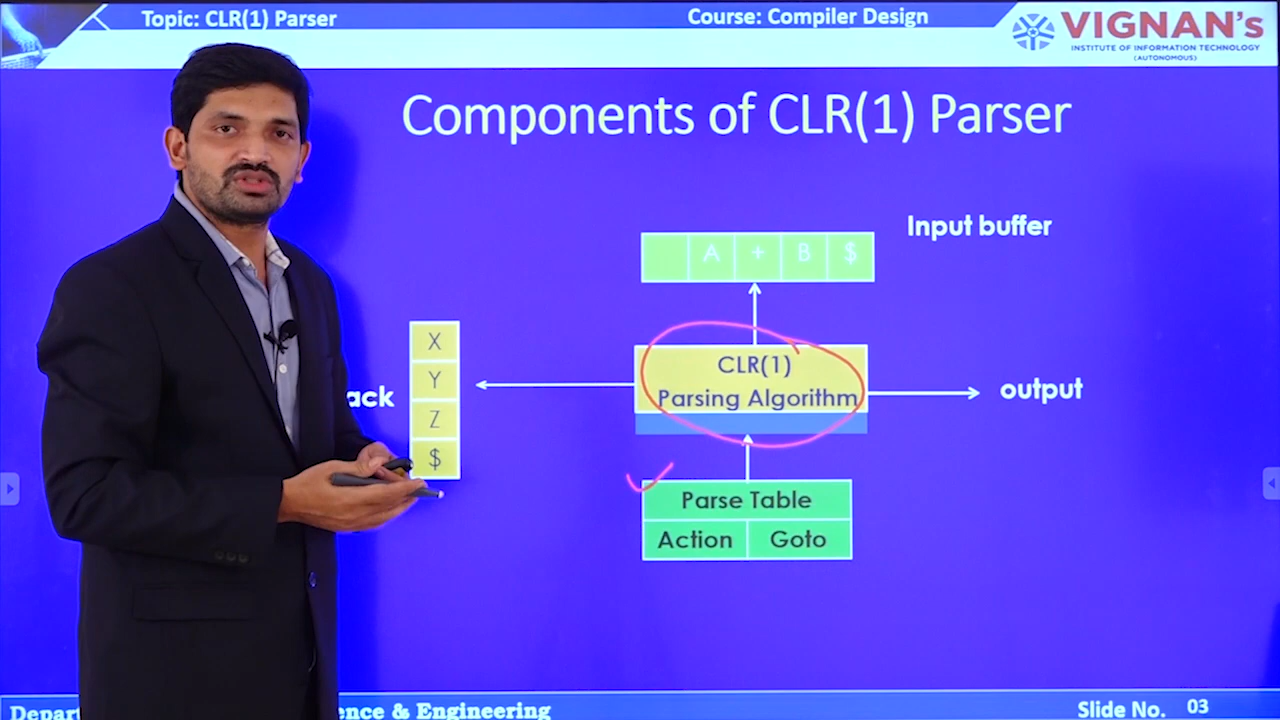 Topic: CLR(1) Parser
Course: Compiler Design
VIGNAN's
INSTITUTE OF INFORMATION TECHNOLOGY
(AUTONOMOUS)
Components of CLR(1) Parser
Input buffer
A + B $
X
Y
Z
$
ack
CLR(1)
Parsing Algorithm
output
Parse Table
Action Goto
Depart
ence & Engineering
Slide No. 03